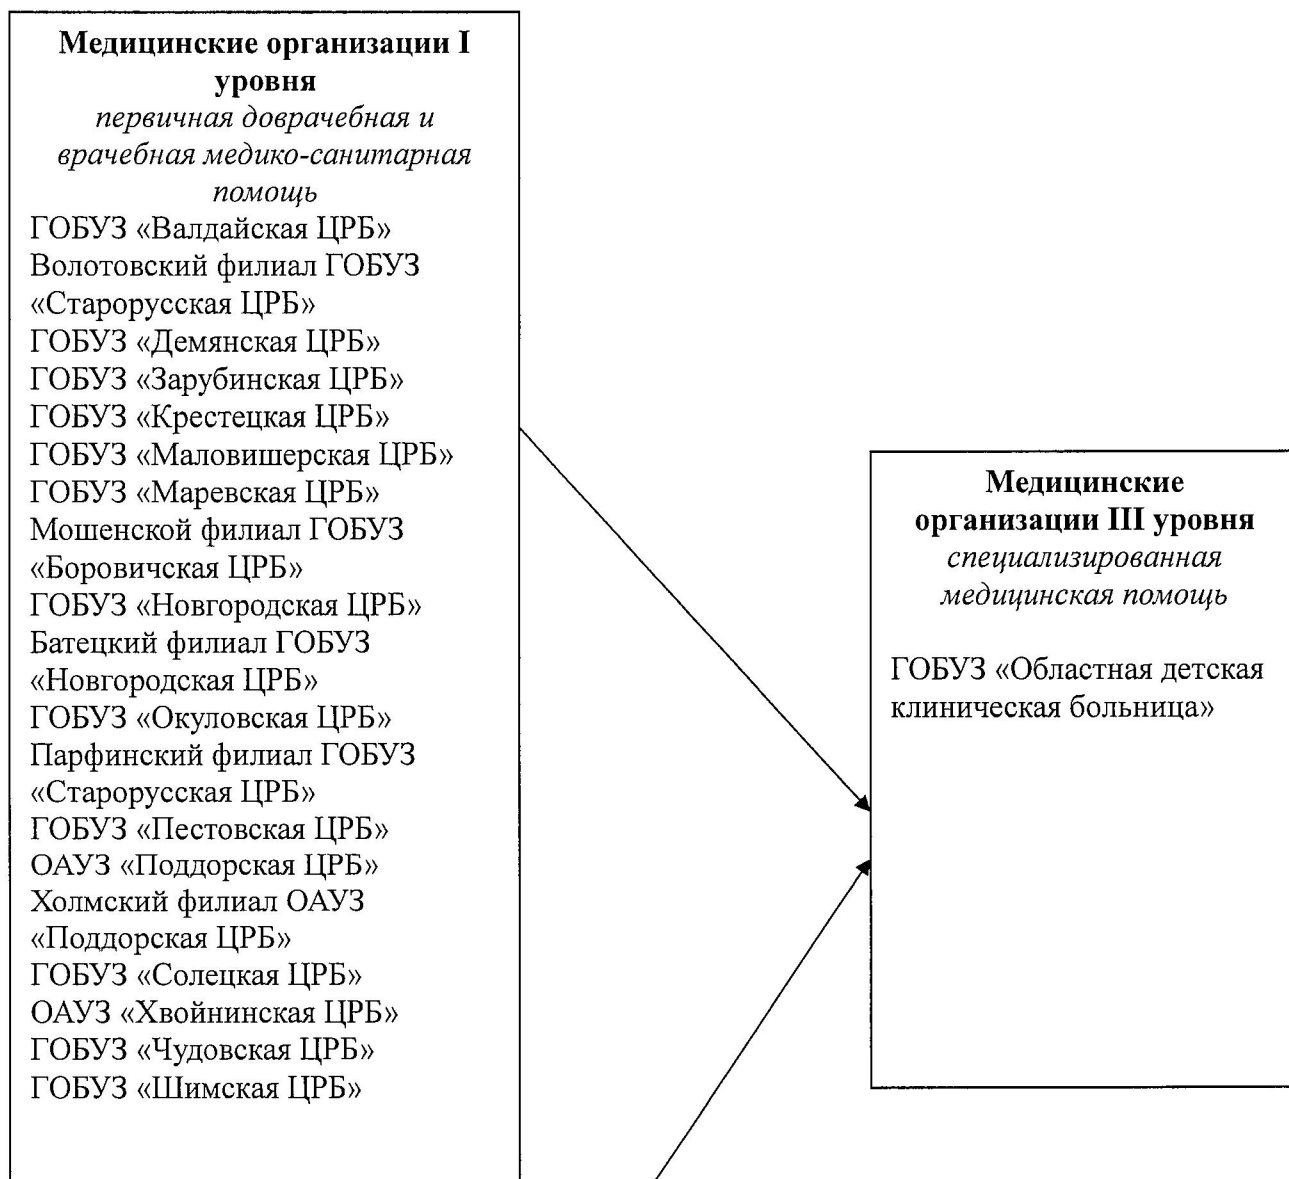 Медицинские организации I
уровня
первичная доврачебная и
врачебная медико-санитарная
помощь
ГОБУЗ «Валдайская ЦРБ»
Волотовский филиал ГОБУЗ
«Старорусская ЦРБ»
ГОБУЗ «Демянская ЦРБ»
ГОБУЗ «Зарубинская ЦРБ»
ГОБУЗ «Крестецкая ЦРБ»
ГОБУЗ «Маловишерская ЦРБ»
ГОБУЗ «Маревская ЦРБ»
Мошенской филиал ГОБУЗ
«Боровичская ЦРБ»
ГОБУЗ «Новгородская ЦРБ»
Батецкий филиал ГОБУЗ
«Новгородская ЦРБ»
ГОБУЗ «Окуловская ЦРБ»
Парфинский филиал ГОБУЗ
«Старорусская ЦРБ»
ГОБУЗ «Пестовская ЦРБ»
ОАУЗ «Поддорская ЦРБ»
Холмский филиал ОАУЗ
«Поддорская ЦРБ»
ГОБУЗ «Солецкая ЦРБ»
ОАУЗ «Хвойнинская ЦРБ»
ГОБУЗ «Чудовская ЦРБ»
ГОБУЗ «Шимская ЦРБ»
Медицинские
организации III уровня
специализированная
медицинская помощь
ГОБУЗ «Областная детская
клиническая больница»